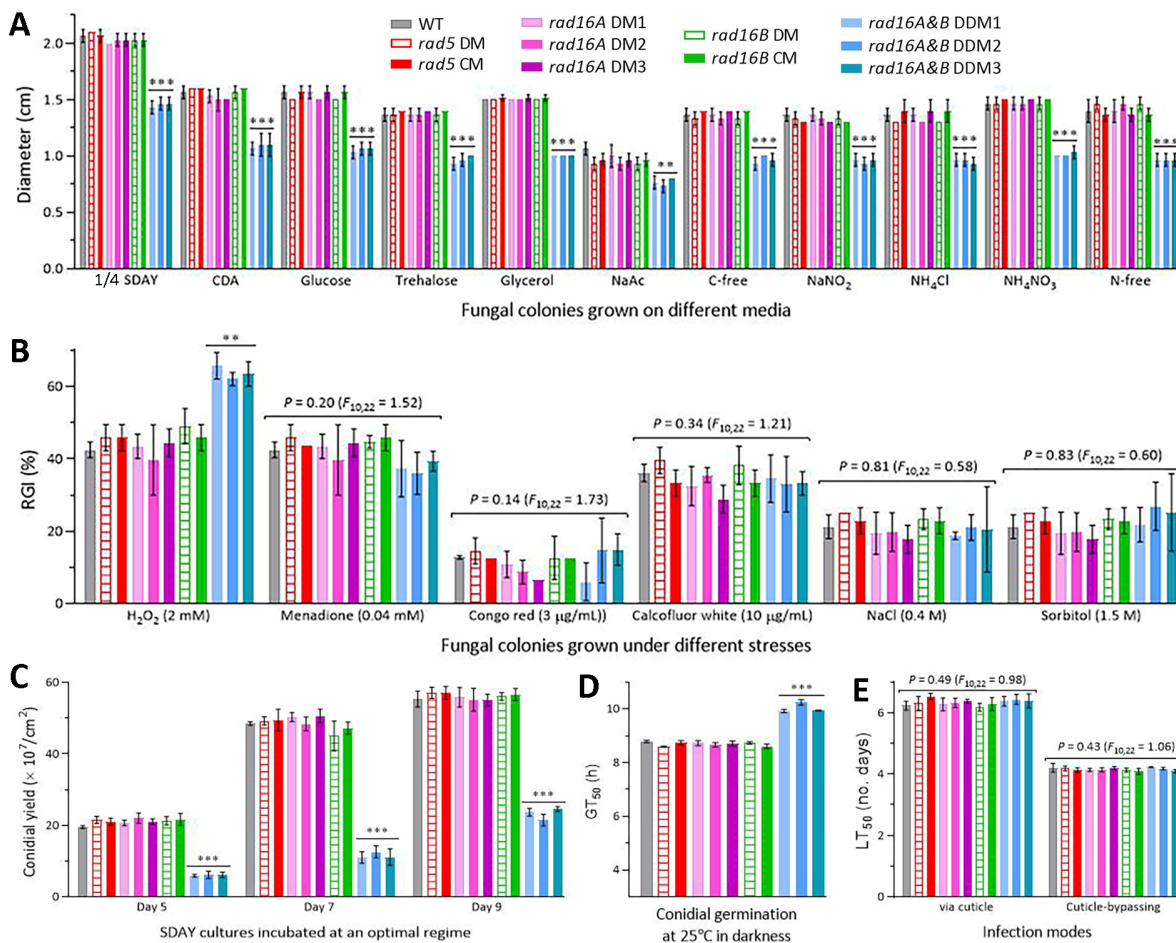 A
WT
rad5 DM
rad5 CM
rad16A DM1
rad16A DM2
rad16A DM3
rad16B DM
rad16B CM
rad16A&B DDM1
rad16A&B DDM2
rad16A&B DDM3
Diameter (cm)
2.0
1.5
1.0
0.5
0.0
*** *** *** *** *** ** *** *** *** *** ***
1/4 SDAY CDA Glucose Trehalose Glycerol NaAc C-free NaNO₂ NH₄Cl NH₄NO₃ N-free
Fungal colonies grown on different media
B
RGI (%)
60
40
20
0
**
P = 0.20 (F10,22 = 1.52)
P = 0.14 (F10,22 = 1.73)
P = 0.34 (F10,22 = 1.21)
P = 0.81 (F10,22 = 0.58)
P = 0.83 (F10,22 = 0.60)
H₂O₂ (2 mM) Menadione (0.04 mM) Congo red (3 μg/mL)) Calcofluor white (10 μg/mL) NaCl (0.4 M) Sorbitol (1.5 M)
Fungal colonies grown under different stresses
C
Conidial yield (× 10⁷/cm²)
60
40
20
0
*** *** ***
Day 5 Day 7 Day 9
SDAY cultures incubated at an optimal regime
D
GT₅₀ (h)
10
8
6
4
***
Conidial germination
at 25°C in darkness
E
LT₅₀ (no. days)
6
4
2
0
P = 0.49 (F10,22 = 0.98)
P = 0.43 (F10,22 = 1.06)
via cuticle Cuticle-bypassing
Infection modes